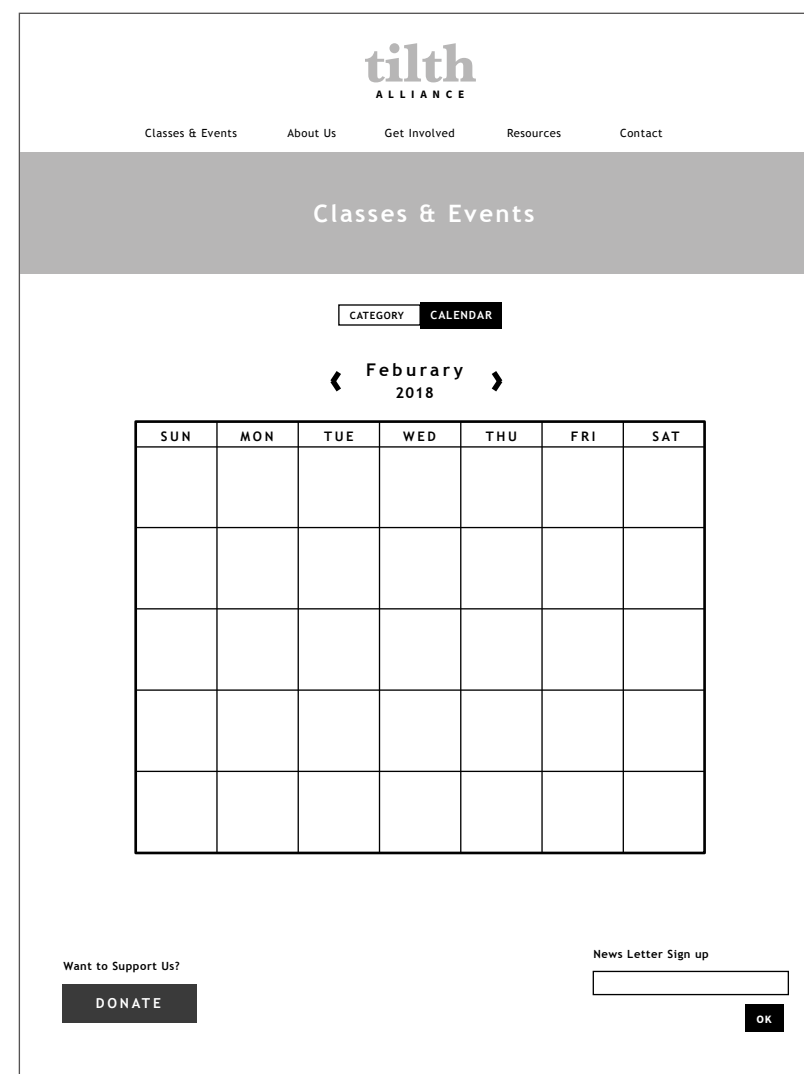 tilth
ALLIANCE
Classes & Events About Us Get Involved Resources Contact
Classes & Events
CATEGORY CALENDAR
Feburary
2018
SUN MON TUE WED THU FRI SAT
News Letter Sign up
Want to Support Us?
DONATE
OK